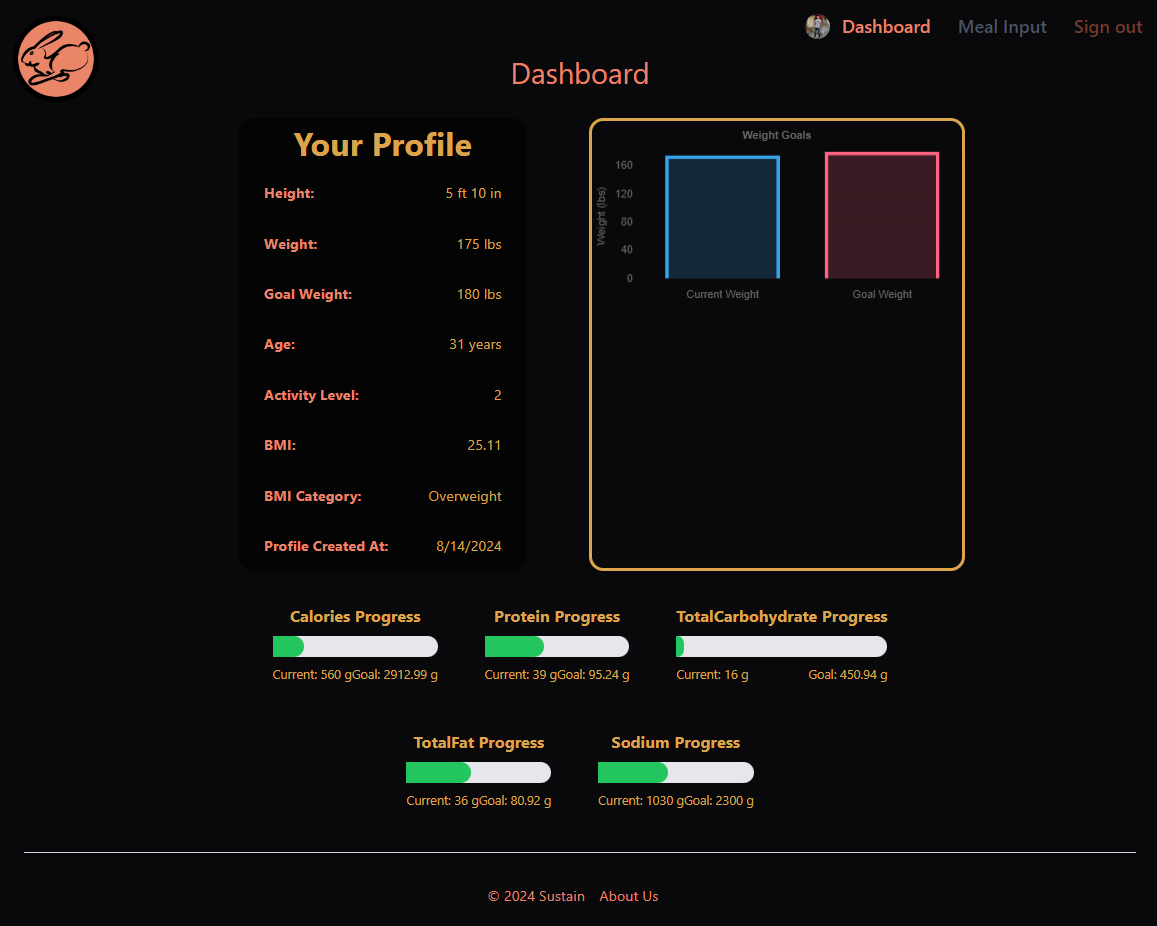 Dashboard Meal Input Sign out
Dashboard
Your Profile
Height: 5 ft 10 in
Weight: 175 lbs
Goal Weight: 180 lbs
Age: 31 years
Activity Level: 2
BMI: 25.11
BMI Category: Overweight
Profile Created At: 8/14/2024
Weight Goals
Weight (lbs)
160
120
80
40
0
Current Weight Goal Weight
Calories Progress
Current: 560 gGoal: 2912.99 g
Protein Progress
Current: 39 gGoal: 95.24 g
TotalCarbohydrate Progress
Current: 16 g Goal: 450.94 g
TotalFat Progress
Current: 36 gGoal: 80.92 g
Sodium Progress
Current: 1030 gGoal: 2300 g
© 2024 Sustain About Us